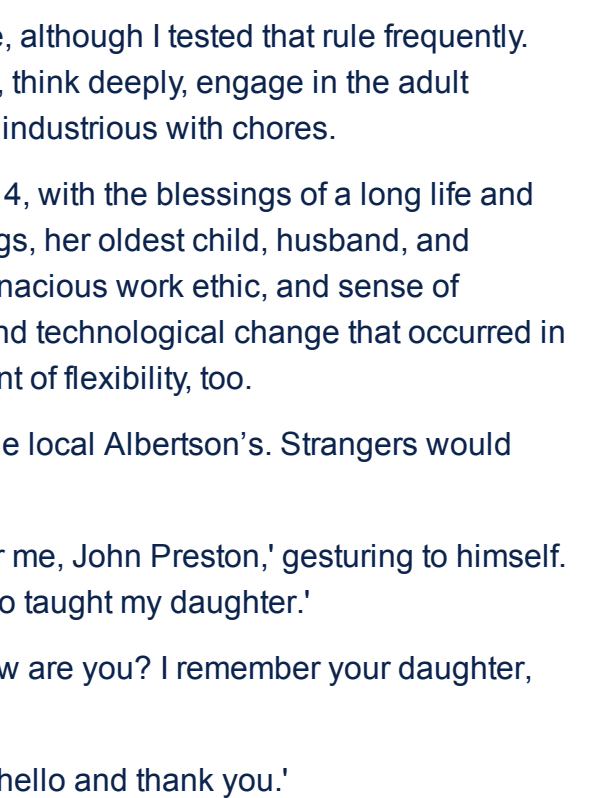 , although I tested that rule frequently.
, think deeply, engage in the adult
industrious with chores.
4, with the blessings of a long life and
gs, her oldest child, husband, and
nacious work ethic, and sense of
nd technological change that occurred in
nt of flexibility, too.
e local Albertson’s. Strangers would
r me, John Preston,' gesturing to himself.
o taught my daughter.'
w are you? I remember your daughter,
hello and thank you.'